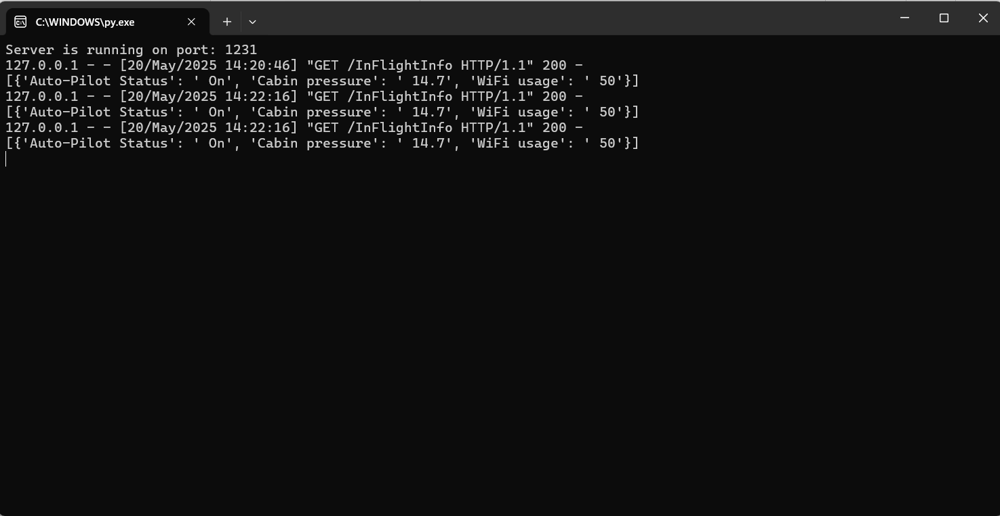 C:\WINDOWS\py.exe
Server is running on port: 1231
127.0.0.1 - - [20/May/2025 14:20:46] "GET /InFlightInfo HTTP/1.1" 200 -
[{'Auto-Pilot Status': ' On', 'Cabin pressure': ' 14.7', 'WiFi usage': ' 50'}]
127.0.0.1 - - [20/May/2025 14:22:16] "GET /InFlightInfo HTTP/1.1" 200 -
[{'Auto-Pilot Status': ' On', 'Cabin pressure': ' 14.7', 'WiFi usage': ' 50'}]
127.0.0.1 - - [20/May/2025 14:22:16] "GET /InFlightInfo HTTP/1.1" 200 -
[{'Auto-Pilot Status': ' On', 'Cabin pressure': ' 14.7', 'WiFi usage': ' 50'}]